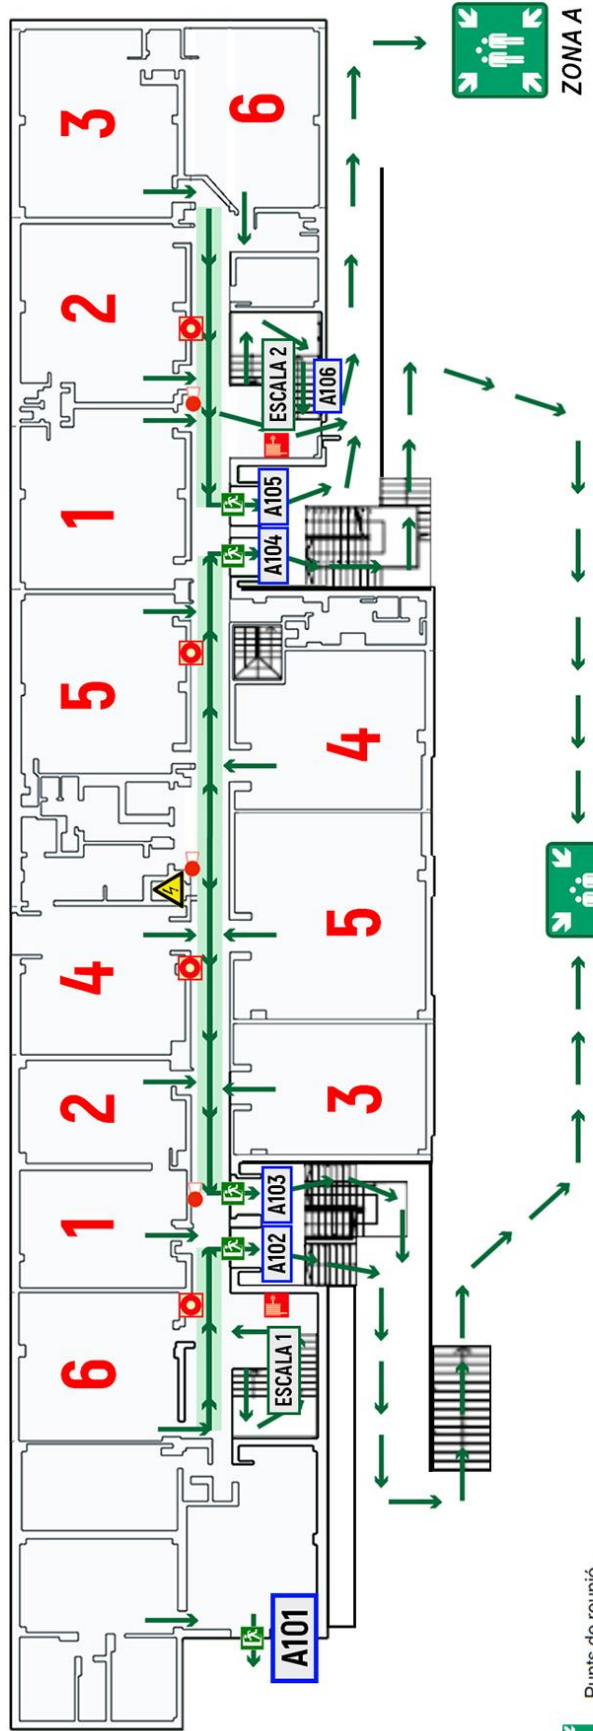 6 1 2 4 5 1 2 3
6
A101
ESCALA 1
A102
A103
A104
A105
ESCALA 2
A106
3 5 4
ZONA A
Punts de reunió